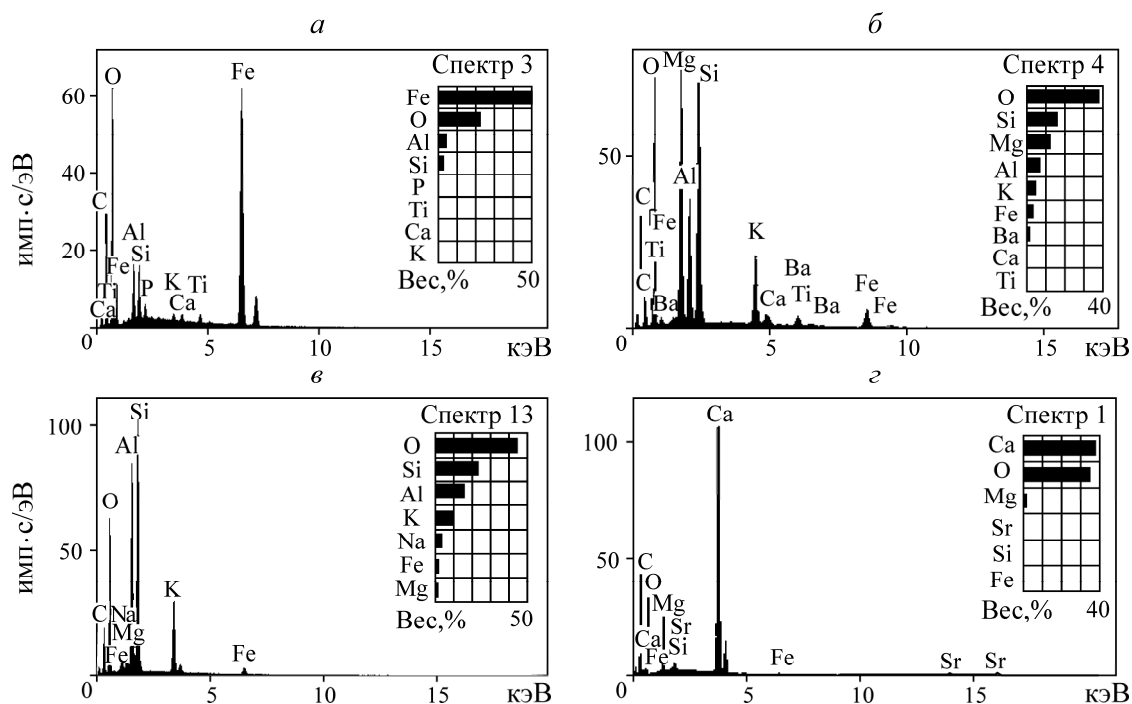 а
Спектр 3
Fe
O
Al
Si
P
Ti
Ca
K
Вес,% 50
O
Fe
C
Al
Fe
Si
Ti
P
K
Ti
Ca
Ca
60
40
20
имп·с/эВ
0 5 10 15 кэВ
б
Спектр 4
O
Si
Mg
Al
K
Fe
Ba
Ca
Ti
Вес,% 40
O
Mg
Si
Al
C
Fe
Ti
K
Ba
C
Ca
Ti
Fe
Ba
Ba
Fe
50
0 5 10 15 кэВ
в
Спектр 13
O
Si
Al
K
Na
Fe
Mg
Вес,% 50
Si
Al
O
K
C
Na
Mg
Fe
Fe
100
50
0
имп·с/эВ
0 5 10 15 кэВ
г
Спектр 1
Ca
O
Mg
Sr
Si
Fe
Вес,% 40
Ca
C
O
Mg
Sr
Ca
Si
Fe
Fe
Sr
Sr
100
50
0
0 5 10 15 кэВ